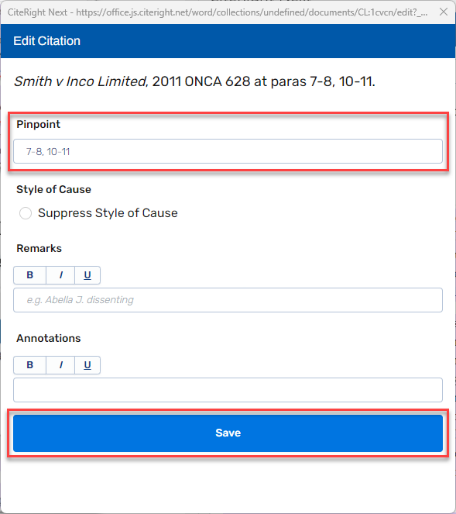 CiteRight Next - https://office.js.citeright.net/word/collections/undefined/documents/CL:1cvcn/edit?_...
Edit Citation
Smith v Inco Limited, 2011 ONCA 628 at paras 7-8, 10-11.
Pinpoint
7-8, 10-11
Style of Cause
Suppress Style of Cause
Remarks
B I U
e.g. Abella J. dissenting
Annotations
B I U
Save